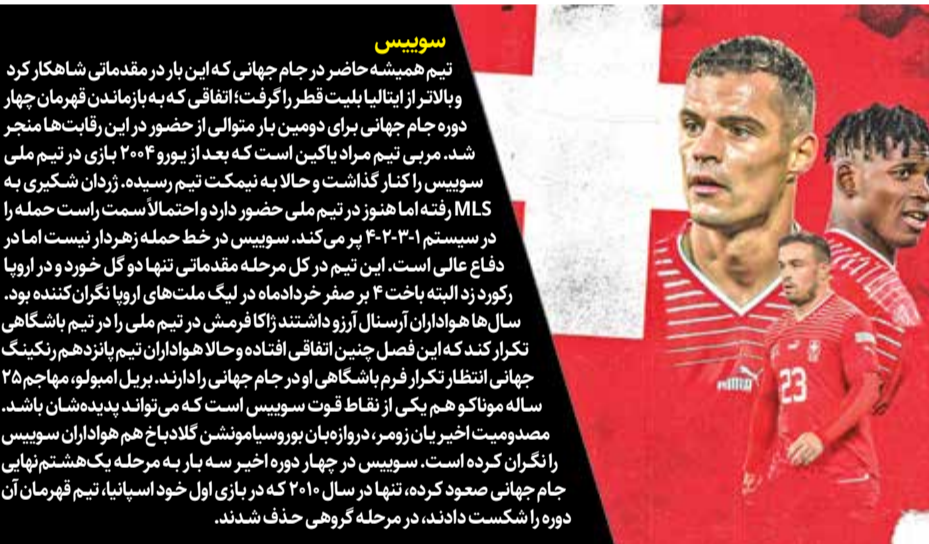 سوییس
تیم همیشه حاضر در جام جهانی که این بار در مقدماتی شاهکار کرد
و بالاتر از ایتالیا بلیت قطر را گرفت؛ اتفاقی که به بازماندن قهرمان چهار
دوره جام جهانی برای دومین بار متوالی از حضور در این رقابت‌ها منجر
شد. مربی تیم مراد یاکین است که بعد از یورو ۲۰۰۴ بازی در تیم ملی
سوییس را کنار گذاشت و حالا به نیمکت تیم رسیده. ژردان شکیری به
MLS رفته اما هنوز در تیم ملی حضور دارد و احتمالاً سمت راست حمله را
در سیستم ۱-۳-۲-۴ پر می‌کند. سوییس در خط حمله زهردار نیست اما در
دفاع عالی است. این تیم در کل مرحله مقدماتی تنها دو گل خورد و در اروپا
رکورد زد البته باخت ۴ بر صفر خردادماه در لیگ ملت‌های اروپا نگران‌کننده بود.
سال‌ها هواداران آرسنال آرزو داشتند ژاکا فرمش در تیم ملی را در تیم باشگاهی
تکرار کند که این فصل چنین اتفاقی افتاده و حالا هواداران تیم پانزدهم رنکینگ
جهانی انتظار تکرار فرم باشگاهی او در جام جهانی را دارند. بریل امبولو، مهاجم ۲۵
ساله موناکو هم یکی از نقاط قوت سوییس است که می‌تواند پدیده‌شان باشد.
مصدومیت اخیر یان زومر، دروازه‌بان بوروسیامونشن گلادباخ هم هواداران سوییس
را نگران کرده است. سوییس در چهار دوره اخیر سه بار به مرحله یک‌هشتم‌نهایی
جام جهانی صعود کرده، تنها در سال ۲۰۱۰ که در بازی اول خود اسپانیا، تیم قهرمان آن
دوره را شکست دادند، در مرحله گروهی حذف شدند.
PUMA
23